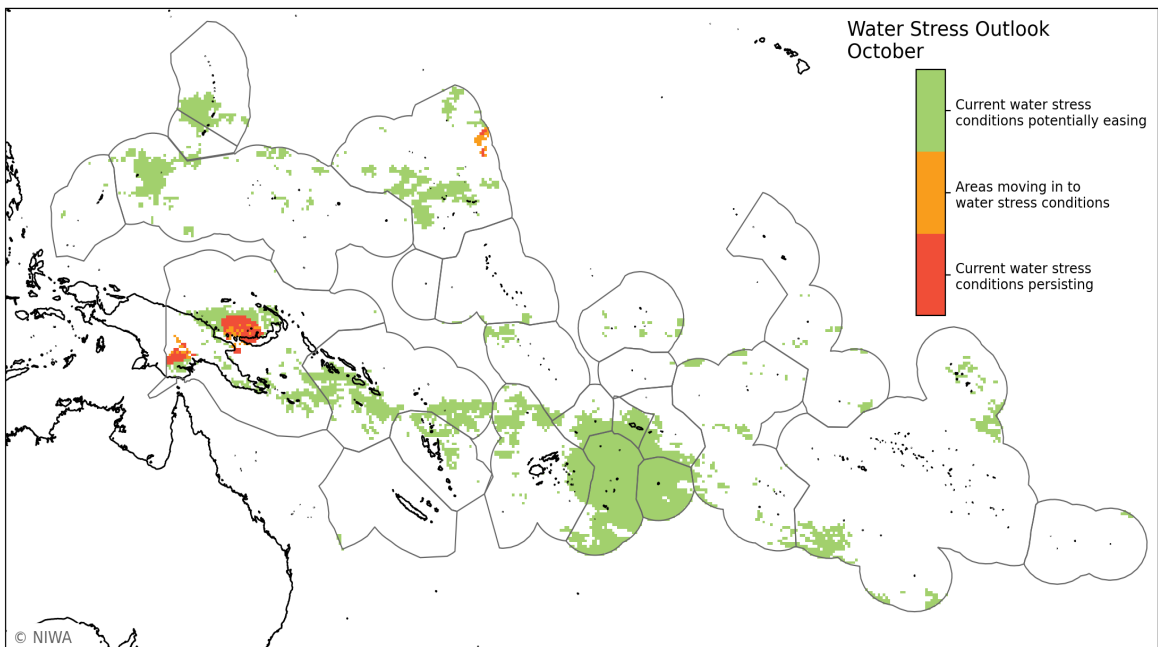 Water Stress Outlook
October
Current water stress
conditions potentially easing
Areas moving in to
water stress conditions
Current water stress
conditions persisting
© NIWA